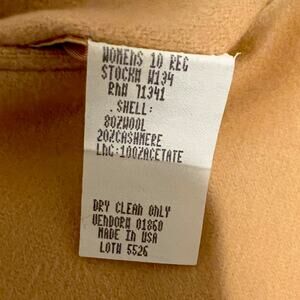 WOMENS 10 REG
STOCK# W134
RN# 71341
.SHELL:
80%WOOL
20%CASHMERE
LNG:100%ACETATE
DRY CLEAN ONLY
VENDOR# 01860
MADE IN USA
LOT# 5526